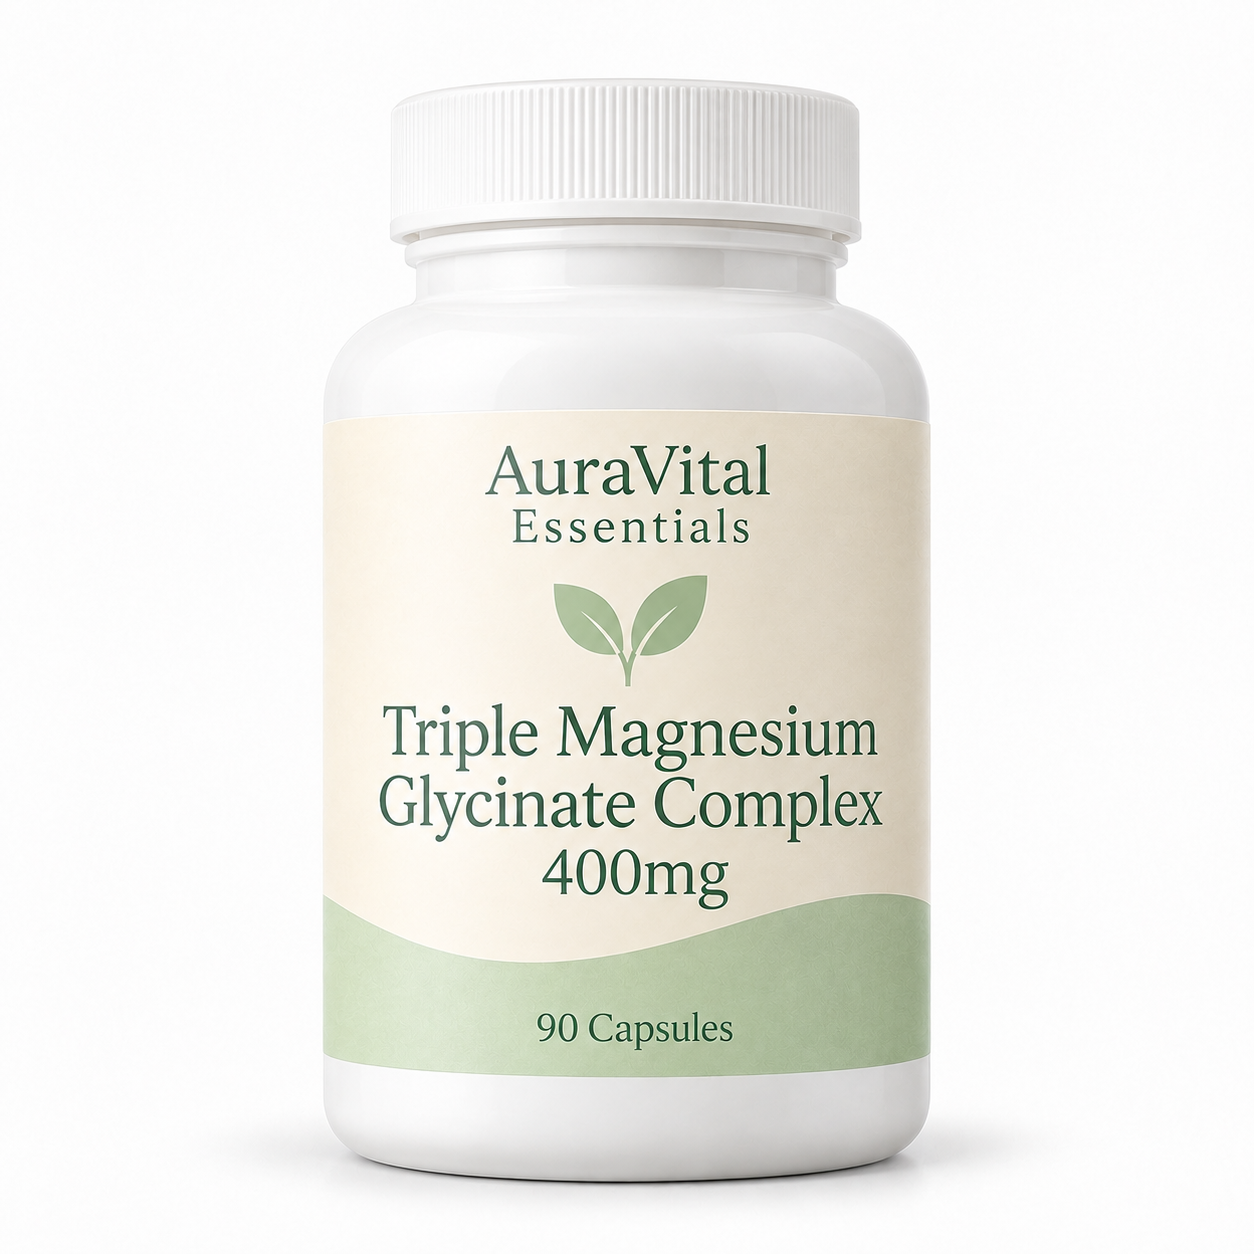 AuraVital
Essentials
Triple Magnesium
Glycinate Complex
400mg
90 Capsules